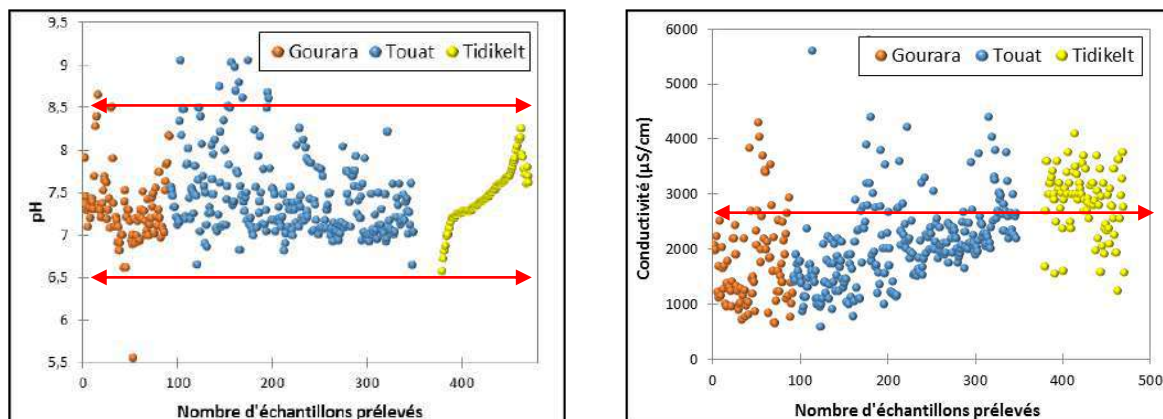 9,5
Gourara Touat Tidikelt
9
8,5
8
7,5
pH
7
6,5
6
5,5
0 100 200 300 400
Nombre d'échantillons prélevés
6000
Gourara Touat Tidikelt
5000
4000
Conductivité (µS/cm)
3000
2000
1000
0
0 100 200 300 400 500
Nombre d'échantillons prélevés